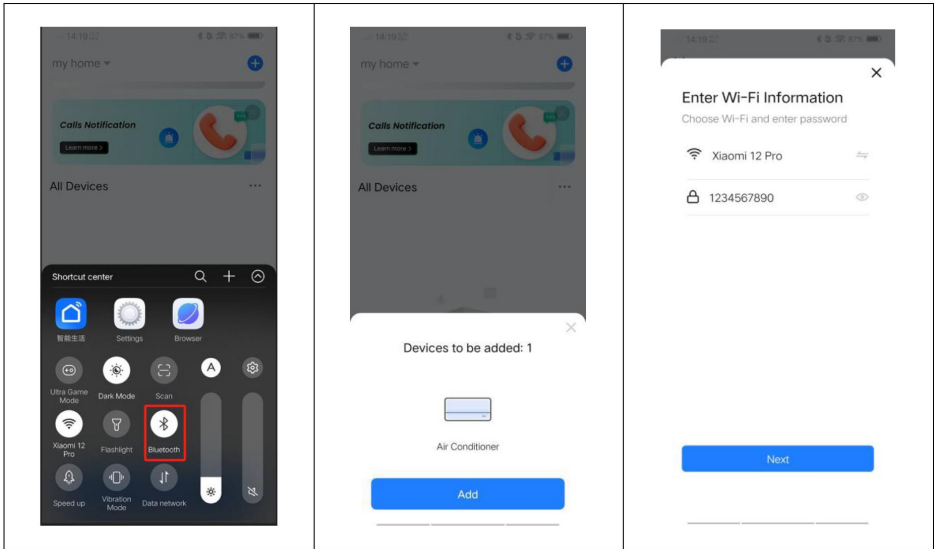 14:19
87%
my home
Calls Notification
Learn more >
All Devices
Shortcut center
智能生活
Settings
Browser
A
Ultra Game
Mode
Dark Mode
Scan
Xiaomi 12
Pro
Flashlight
Bluetooth
Speed up
Vibration
Mode
Data network
14:19
87%
my home
Calls Notification
Learn more >
All Devices
Devices to be added: 1
Air Conditioner
Add
14:19
87%
Enter Wi-Fi Information
Choose Wi-Fi and enter password
Xiaomi 12 Pro
1234567890
Next